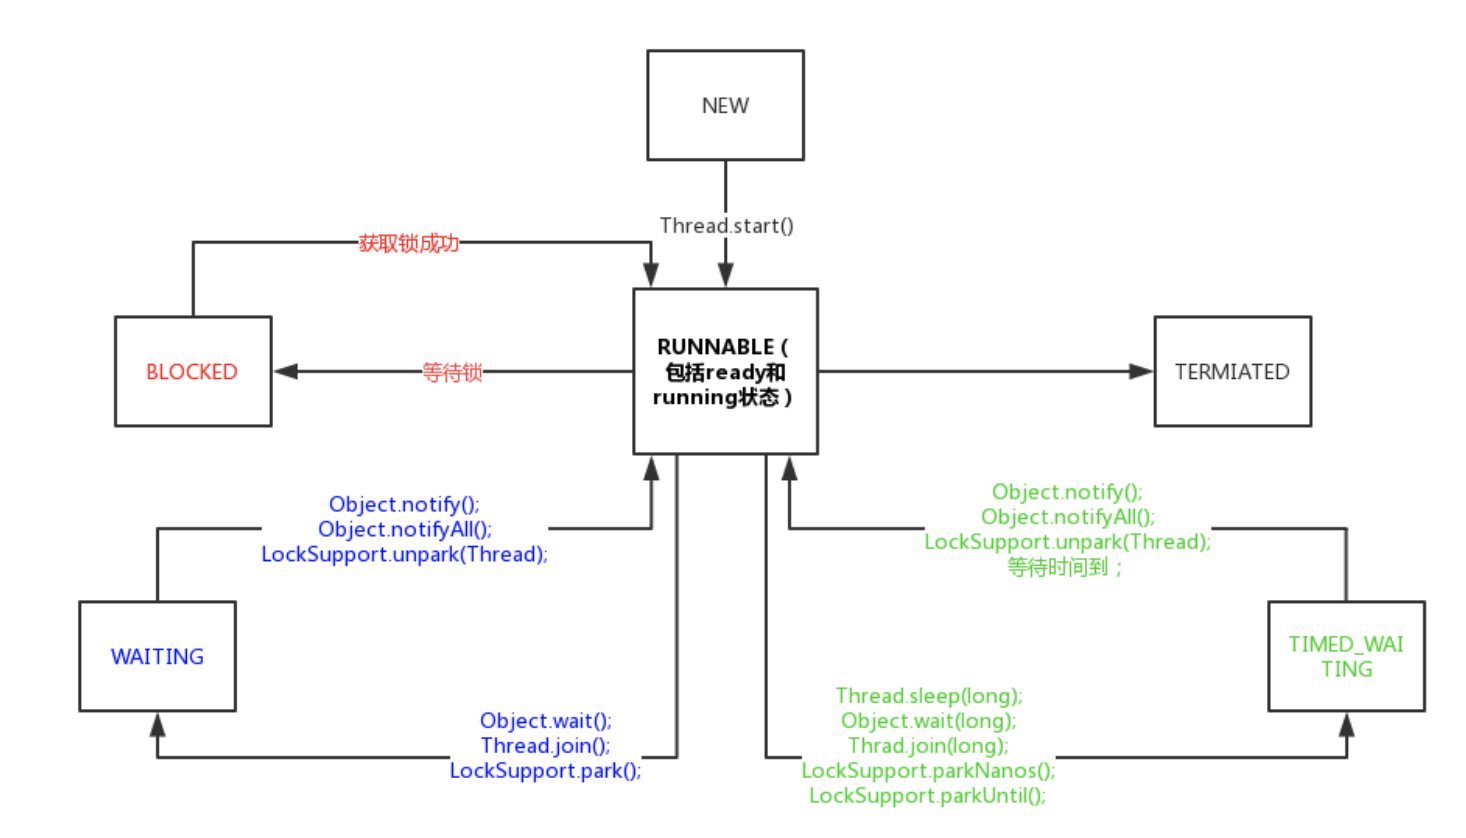 NEW
Thread.start()
获取锁成功
RUNNABLE（
包括ready和
running状态）
BLOCKED
等待锁
TERMIATED
Object.notify();
Object.notifyAll();
LockSupport.unpark(Thread);
Object.notify();
Object.notifyAll();
LockSupport.unpark(Thread);
等待时间到；
WAITING
TIMED_WAI
TING
Object.wait();
Thread.join();
LockSupport.park();
Thread.sleep(long);
Object.wait(long);
Thrad.join(long);
LockSupport.parkNanos();
LockSupport.parkUntil();